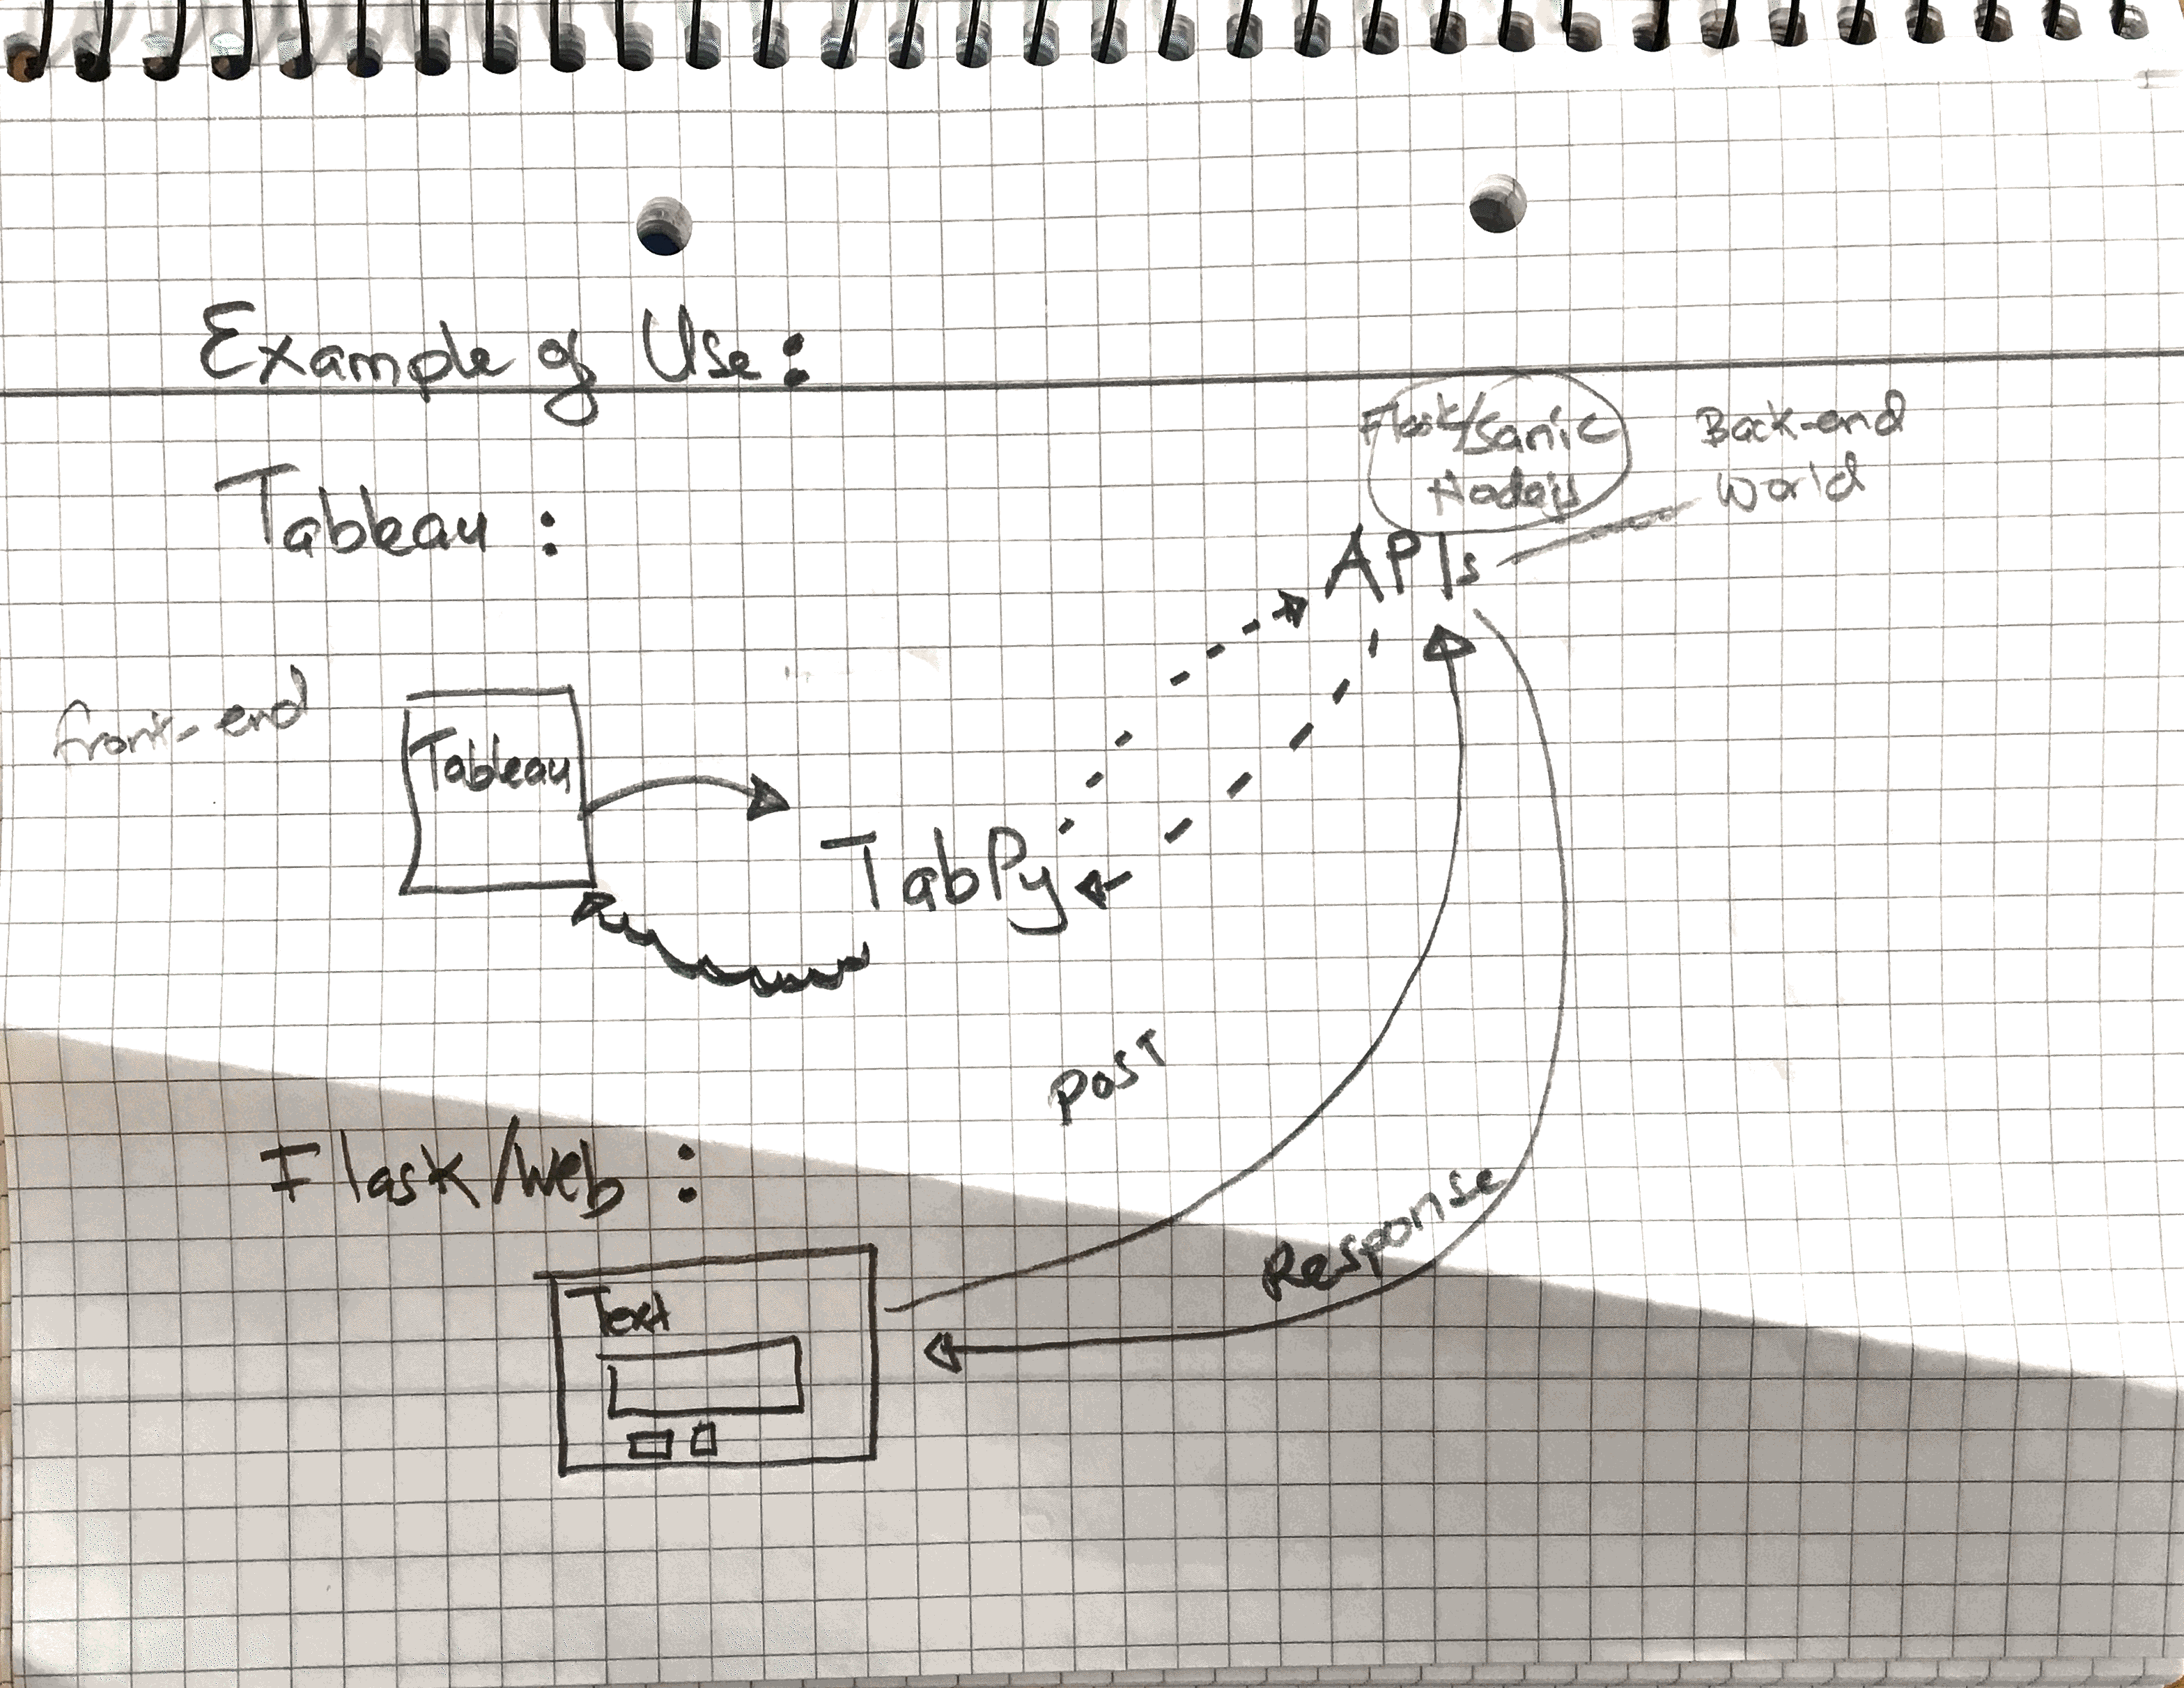 Example of Use:
Flask/Sanic
Nodejs
Back-end
World
Tableau :
APIs
front-end
Tableau
TabPy
POST
Flask/Web :
Response
Text